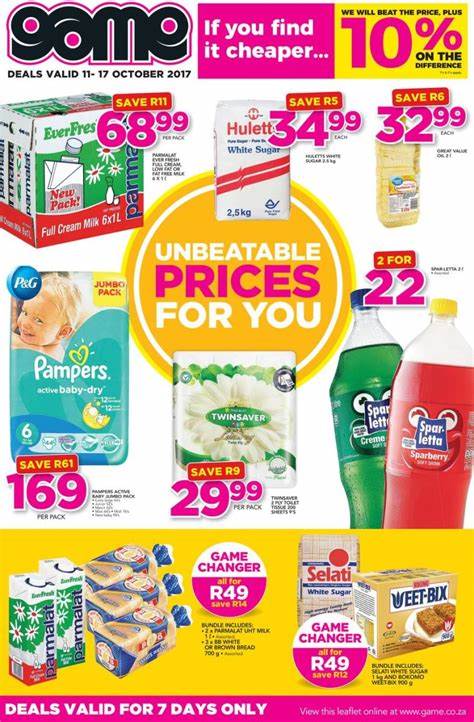 game
DEALS VALID 11- 17 OCTOBER 2017
If you find
it cheaper...
WE WILL BEAT THE PRICE, PLUS
10%
ON THE
DIFFERENCE
SAVE R11
68.99
PER PACK
PARMALAT
EVER FRESH
FULL CREAM,
LOW FAT OR
FAT FREE MILK
6 X 1 L
EverFresh
parmalat
New
Pack!
Full Cream Milk 6x1L
SAVE R5
34.99
EACH
HULETTS WHITE
SUGAR 2,5 KG
Huletts
White Sugar
2,5kg
SAVE R6
32.99
EACH
GREAT VALUE
OIL 2 l
UNBEATABLE
PRICES
FOR YOU
2 FOR
22
SPAR-LETTA 2 l
Spar-
letta
Creme
Spar-
letta
Sparberry
SOFT DRINK
P&G
JUMBO
PACK
Pampers
active baby-dry
6
SAVE R61
169
PER PACK
PAMPERS ACTIVE
BABY JUMBO PACK
TWINSAVER
SAVE R9
29.99
PER PACK
TWINSAVER
2 PLY TOILET
TISSUE 200
SHEETS 9'S
GAME
CHANGER
all for
R49
save R14
BUNDLE INCLUDES:
• 2 x PARMALAT UHT MILK
1 l • Assorted
• 3 x BB WHITE
OR BROWN BREAD
700 g • Assorted
Selati
White Sugar
GAME
CHANGER
all for
R49
save R12
WEET-BIX
900 g
BUNDLE INCLUDES:
SELATI WHITE SUGAR
1 kg AND BOKOMO
WEET-BIX 900 g
DEALS VALID FOR 7 DAYS ONLY
View this leaflet online at www.game.co.za